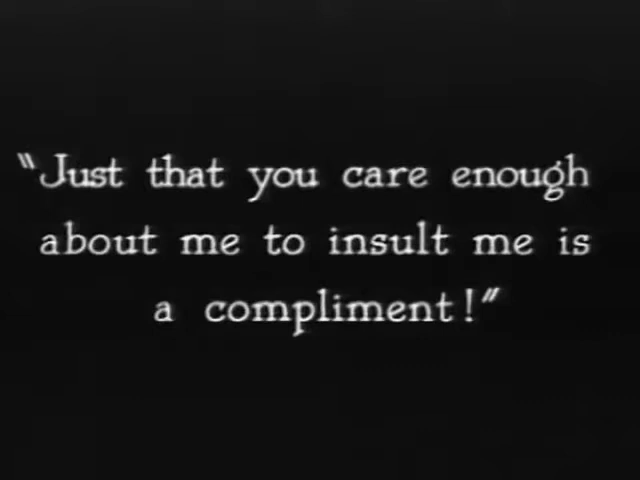 "Just that you care enough
about me to insult me is
a compliment!"